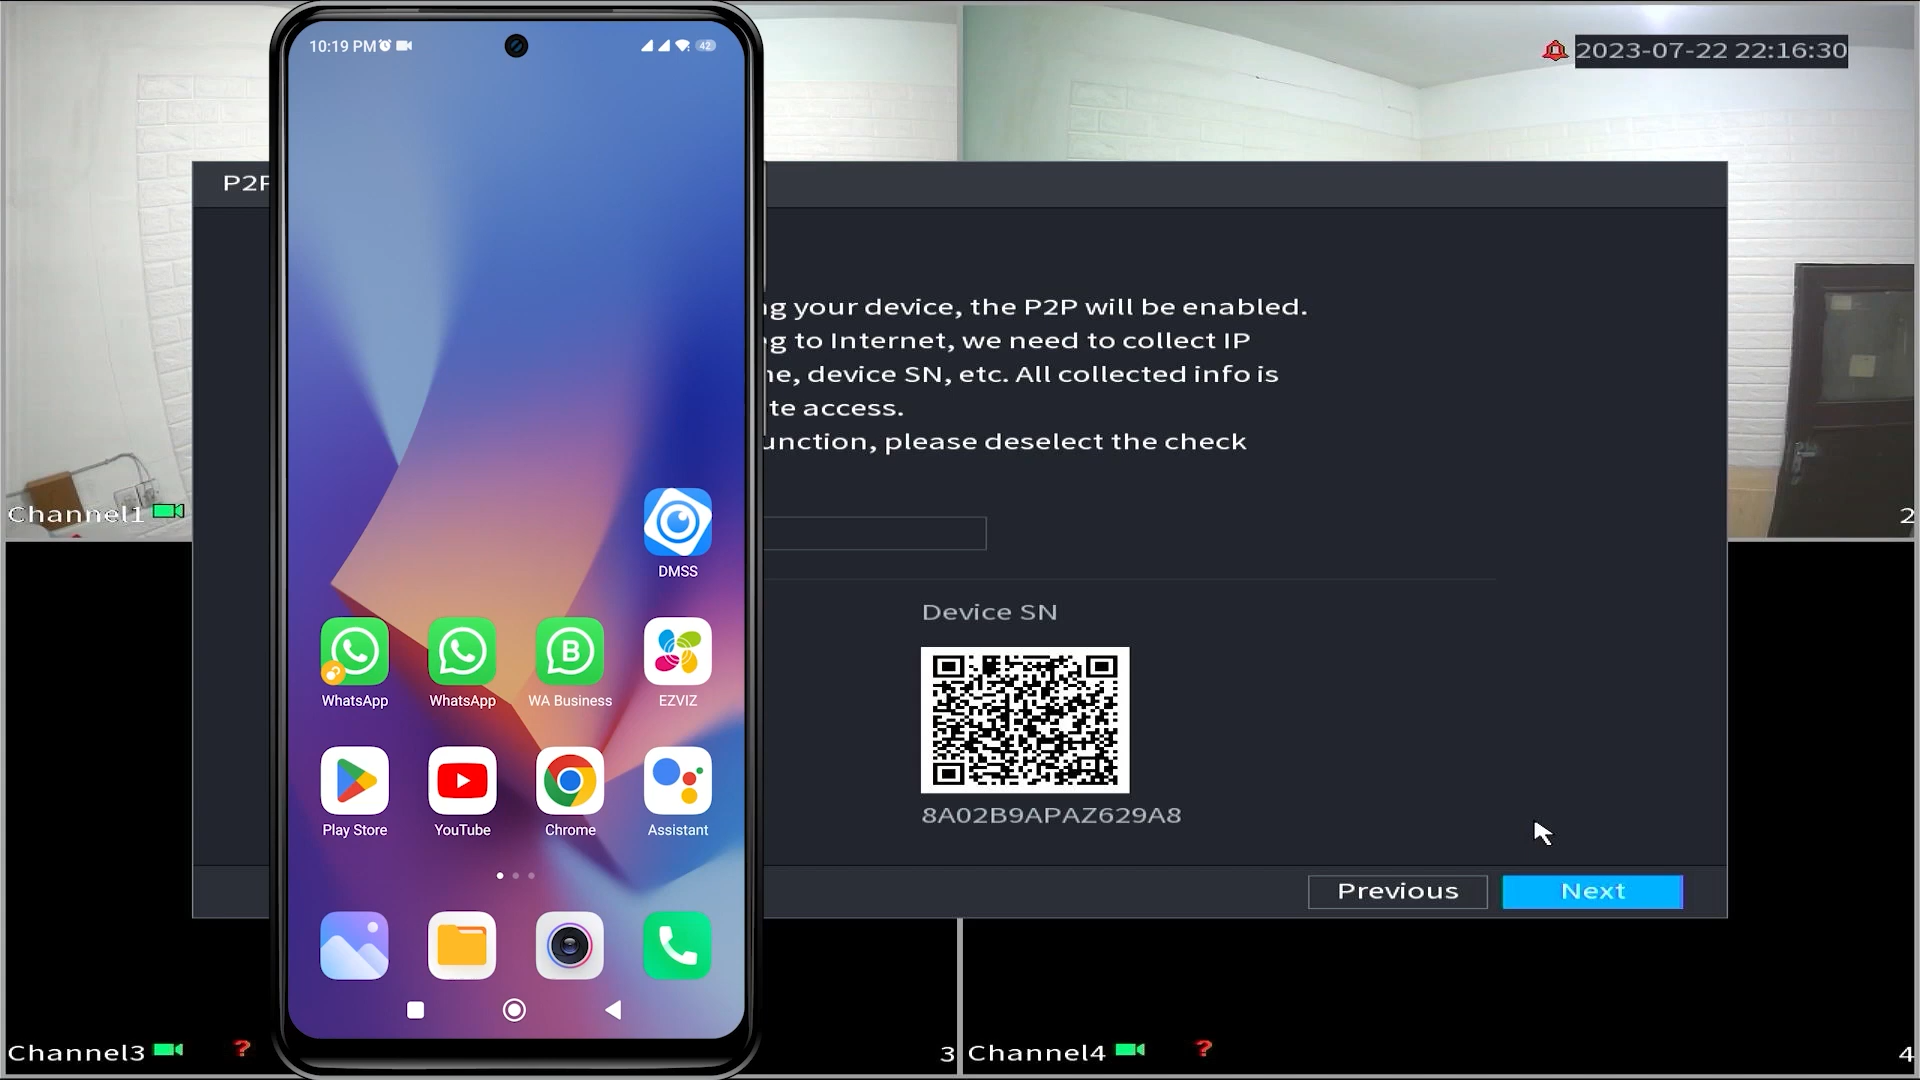 10:19 PM
42
2023-07-22 22:16:30
P2P
g your device, the P2P will be enabled.
eg to Internet, we need to collect IP
e, device SN, etc. All collected info is
te access.
unction, please deselect the check
DMSS
Channel1
2
Device SN
WhatsApp
WhatsApp
WA Business
EZVIZ
B
Play Store
YouTube
Chrome
Assistant
8A02B9APAZ629A8
Previous
Next
Channel3
?
3
Channel4
?
4